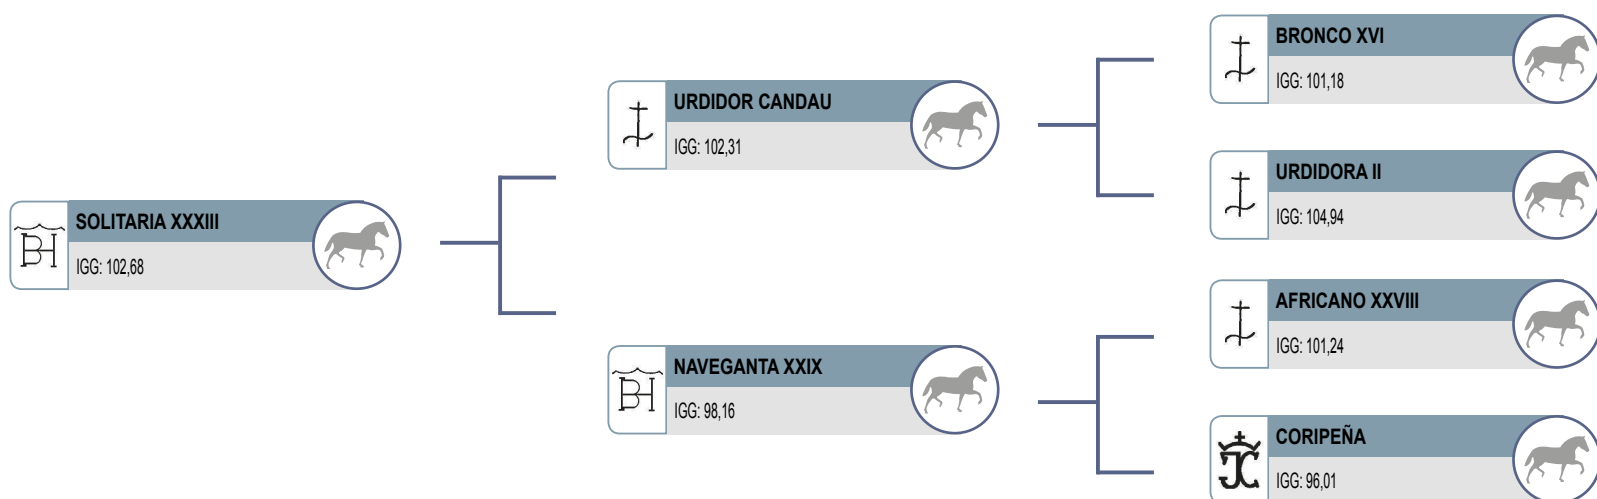 SOLITARIA XXXIII
IGG: 102,68
URDIDOR CANDAU
IGG: 102,31
NAVEGANTA XXIX
IGG: 98,16
BRONCO XVI
IGG: 101,18
URDIDORA II
IGG: 104,94
AFRICANO XXVIII
IGG: 101,24
CORIPEÑA
IGG: 96,01